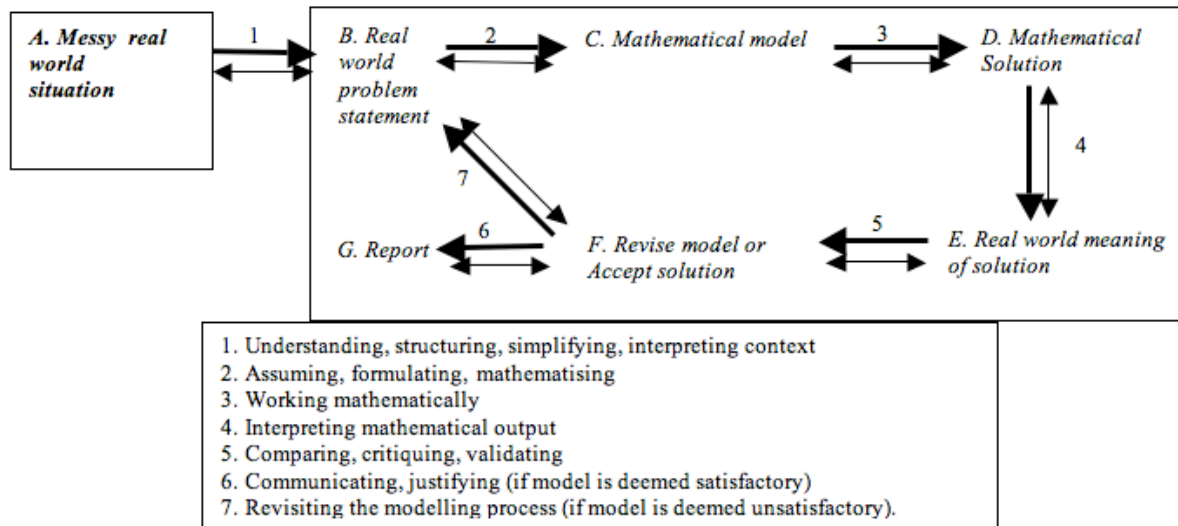 A. Messy real
world
situation
1
B. Real
world
problem
statement
2
C. Mathematical model
3
D. Mathematical
Solution
4
7
6
5
G. Report
F. Revise model or
Accept solution
E. Real world meaning
of solution
1. Understanding, structuring, simplifying, interpreting context
2. Assuming, formulating, mathematising
3. Working mathematically
4. Interpreting mathematical output
5. Comparing, critiquing, validating
6. Communicating, justifying (if model is deemed satisfactory)
7. Revisiting the modelling process (if model is deemed unsatisfactory).